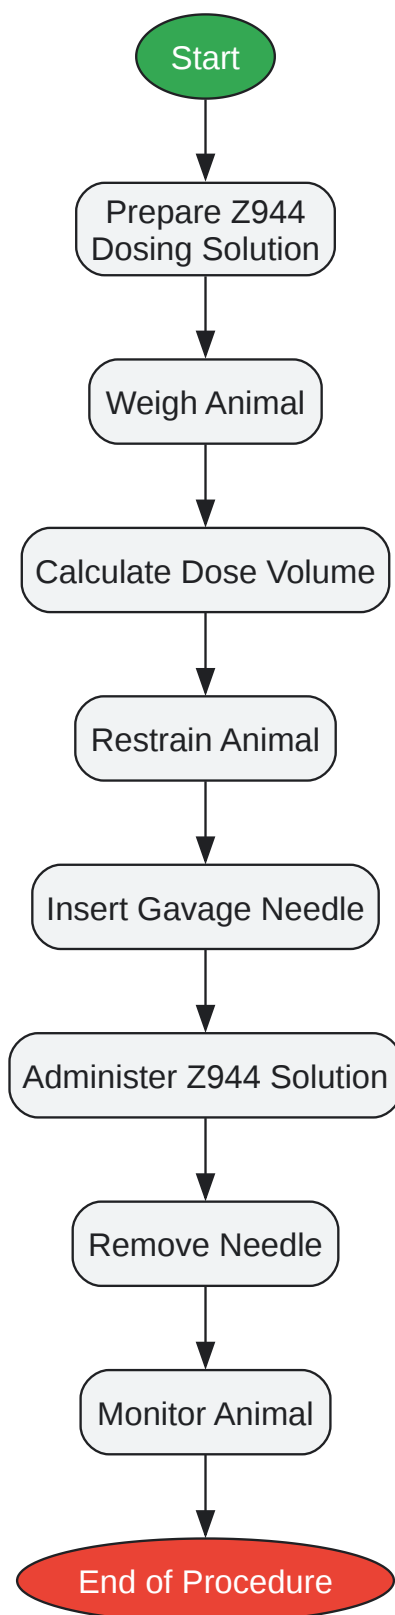 Start
Prepare Z944
Dosing Solution
Weigh Animal
Calculate Dose Volume
Restrain Animal
Insert Gavage Needle
Administer Z944 Solution
Remove Needle
Monitor Animal
End of Procedure